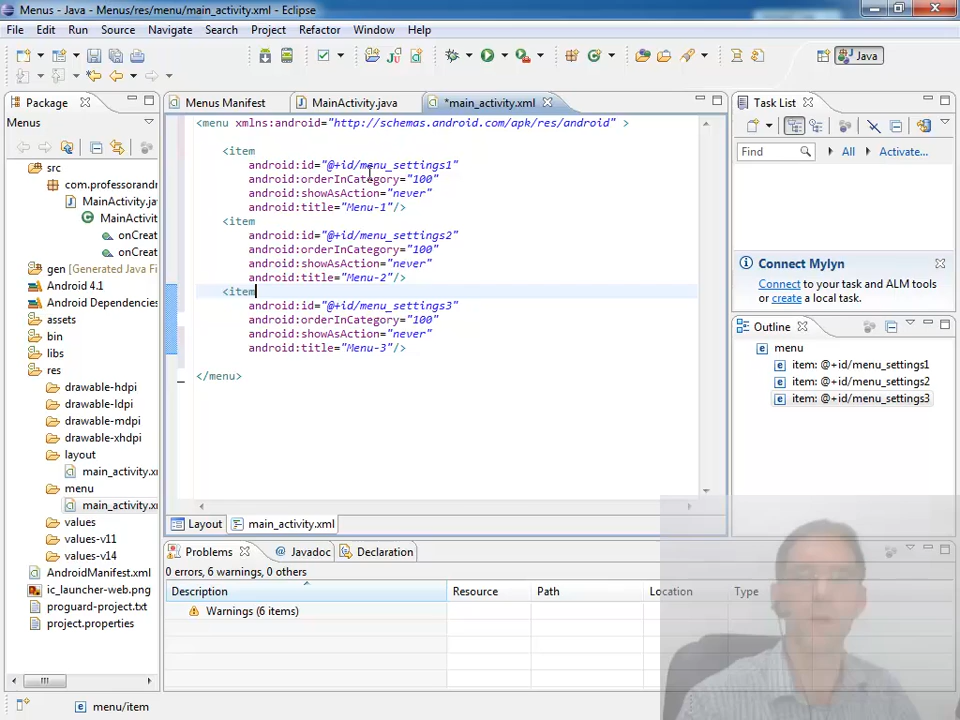 Menus - Java - Menus/res/menu/main_activity.xml - Eclipse
File Edit Run Source Navigate Search Project Refactor Window Help
Java
Package
Menus Manifest
MainActivity.java
*main_activity.xml
Task List
Menus
<menu xmlns:android="http://schemas.android.com/apk/res/android" >
<item
android:id="@+id/menu_settings1"
android:orderInCategory="100"
android:showAsAction="never"
android:title="Menu-1"/>
<item
android:id="@+id/menu_settings2"
android:orderInCategory="100"
android:showAsAction="never"
android:title="Menu-2"/>
<item
android:id="@+id/menu_settings3"
android:orderInCategory="100"
android:showAsAction="never"
android:title="Menu-3"/>
</menu>
src
com.professorandr
MainActivity.ja
MainActivit
onCrea
onCrea
gen [Generated Java Fi
Android 4.1
Android Dependencies
assets
bin
libs
res
drawable-hdpi
drawable-ldpi
drawable-mdpi
drawable-xhdpi
layout
main_activity.xm
menu
main_activity.xm
values
values-v11
values-v14
AndroidManifest.xml
ic_launcher-web.png
proguard-project.txt
project.properties
Find All Activate...
Connect Mylyn
Connect to your task and ALM tools
or create a local task.
Outline
menu
item: @+id/menu_settings1
item: @+id/menu_settings2
item: @+id/menu_settings3
Layout
main_activity.xml
Problems
Javadoc
Declaration
0 errors, 6 warnings, 0 others
Description Resource Path Location Type
Warnings (6 items)
menu/item